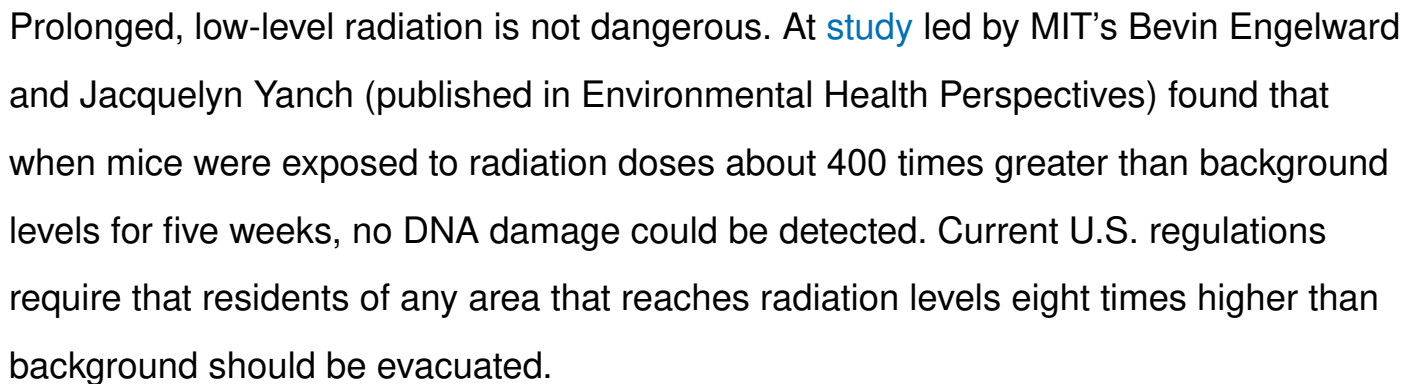 Prolonged, low-level radiation is not dangerous. At study led by MIT's Bevin Engelward
and Jacquelyn Yanch (published in Environmental Health Perspectives) found that
when mice were exposed to radiation doses about 400 times greater than background
levels for five weeks, no DNA damage could be detected. Current U.S. regulations
require that residents of any area that reaches radiation levels eight times higher than
background should be evacuated.